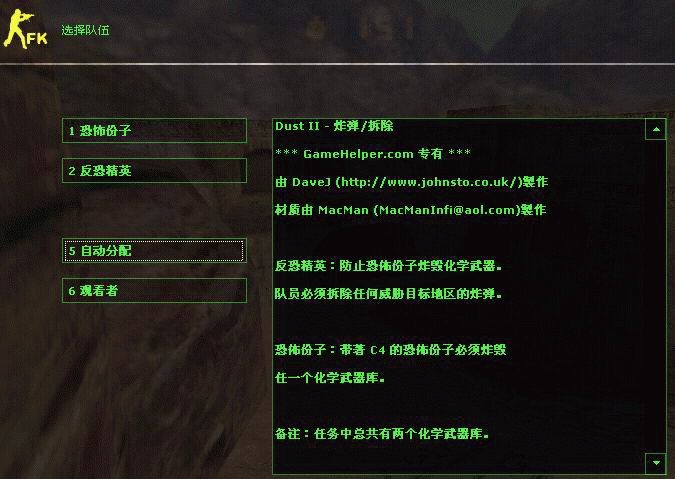 FK
选择队伍
1 恐怖份子
2 反恐精英
5 自动分配
6 观看者
Dust II - 炸弹/拆除
*** GameHelper.com 专有 ***
由 DaveJ (http://www.johnsto.co.uk/)製作
材质由 MacMan (MacManInfi@aol.com)製作
反恐精英：防止恐怖份子炸毁化学武器。
队员必须拆除任何威胁目标地区的炸弹。
恐怖份子：带著 C4 的恐怖份子必须炸毁
任一个化学武器库。
备注：任务中总共有两个化学武器库。